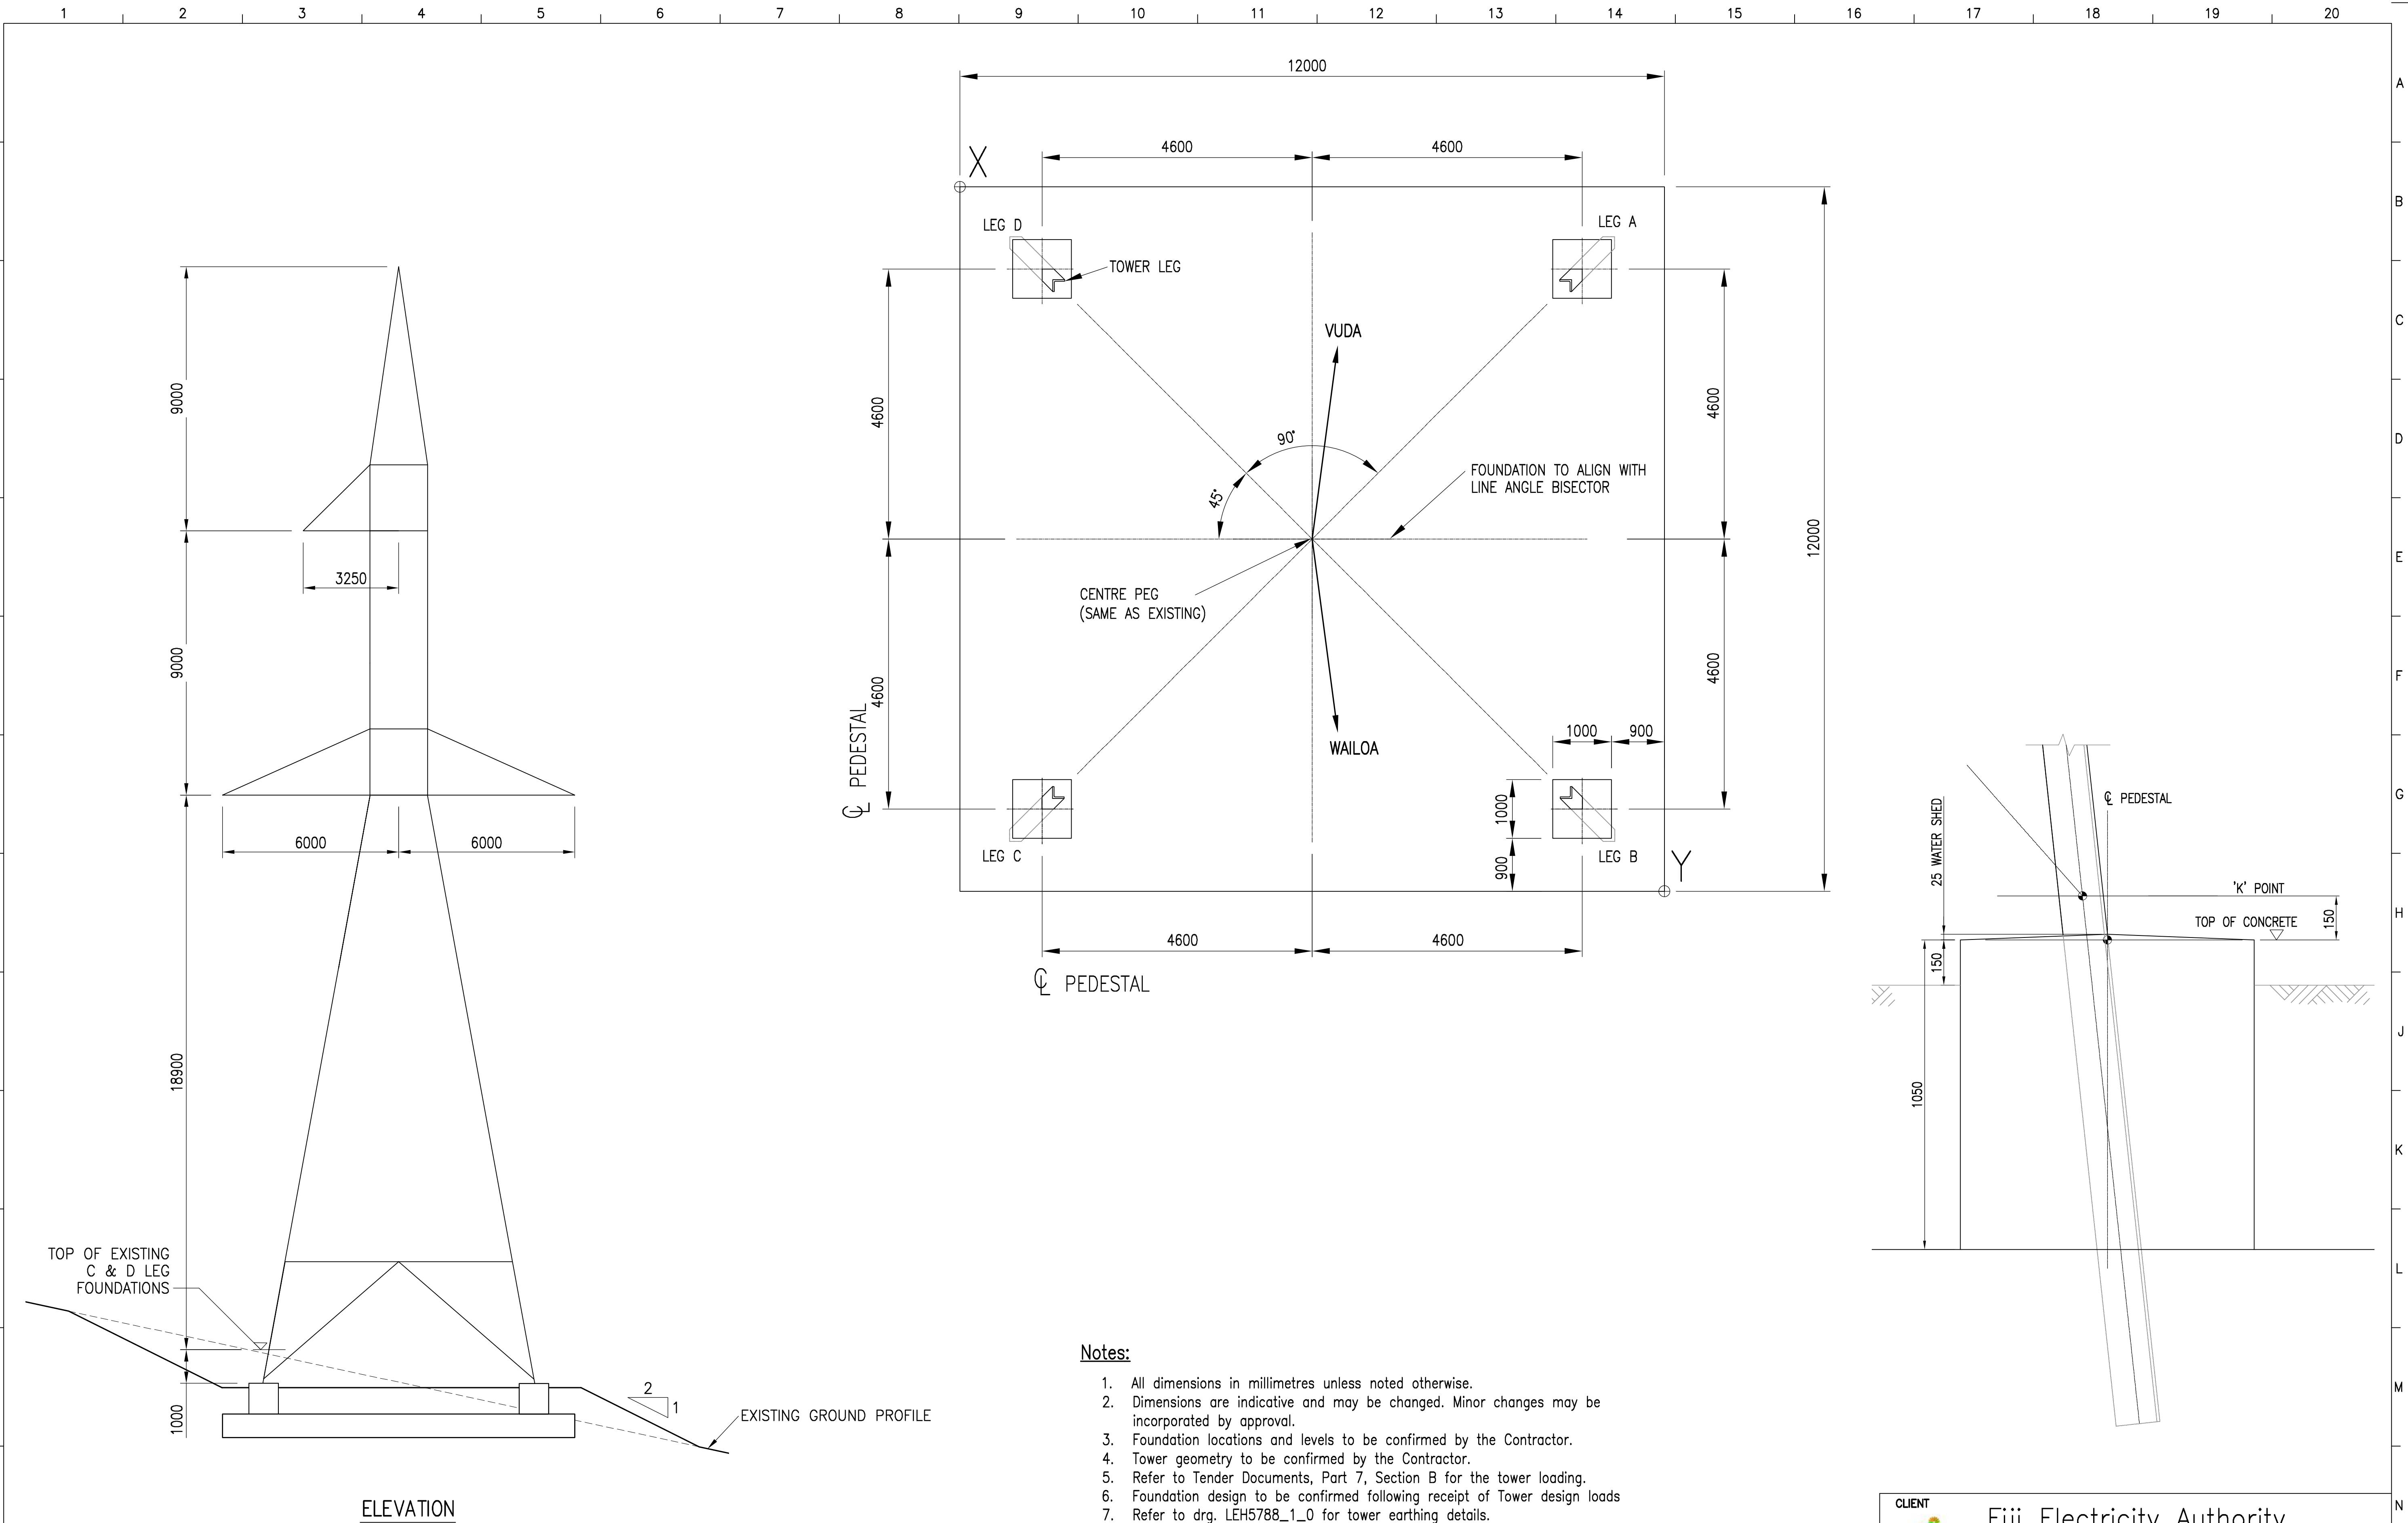 1 2 3 4 5 6 7 8 9 10 11 12 13 14 15 16 17 18 19 20
A
B
C
D
E
F
G
H
J
K
L
M
N
9000
9000
18900
1000
3250
6000 6000
TOP OF EXISTING
C & D LEG
FOUNDATIONS
2
1
EXISTING GROUND PROFILE
ELEVATION
12000
4600 4600
X
LEG D
LEG A
TOWER LEG
VUDA
4600
4600
90°
45°
FOUNDATION TO ALIGN WITH
LINE ANGLE BISECTOR
12000
CENTRE PEG
(SAME AS EXISTING)
4600
4600
WAILOA
1000 900
1000
900
LEG C
LEG B
Y
℄ PEDESTAL
4600 4600
℄ PEDESTAL
℄ PEDESTAL
25 WATER SHED
'K' POINT
TOP OF CONCRETE
150
150
1050
Notes:
1. All dimensions in millimetres unless noted otherwise.
2. Dimensions are indicative and may be changed. Minor changes may be
incorporated by approval.
3. Foundation locations and levels to be confirmed by the Contractor.
4. Tower geometry to be confirmed by the Contractor.
5. Refer to Tender Documents, Part 7, Section B for the tower loading.
6. Foundation design to be confirmed following receipt of Tower design loads
7. Refer to drg. LEH5788_1_0 for tower earthing details.
CLIENT
Fiji Electricity Authority